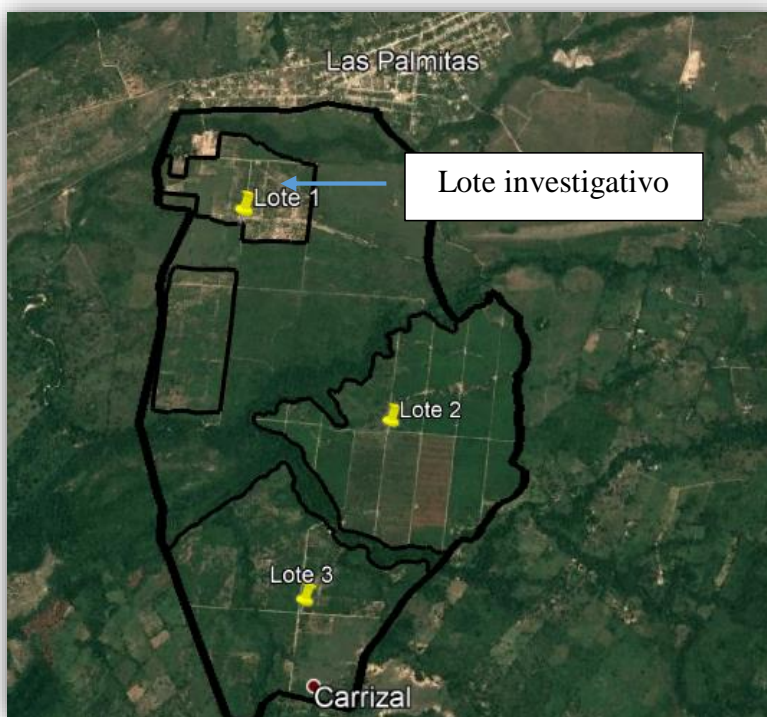 Las Palmitas
Lote investigativo
Lote 1
Lote 2
Lote 3
Carrizal